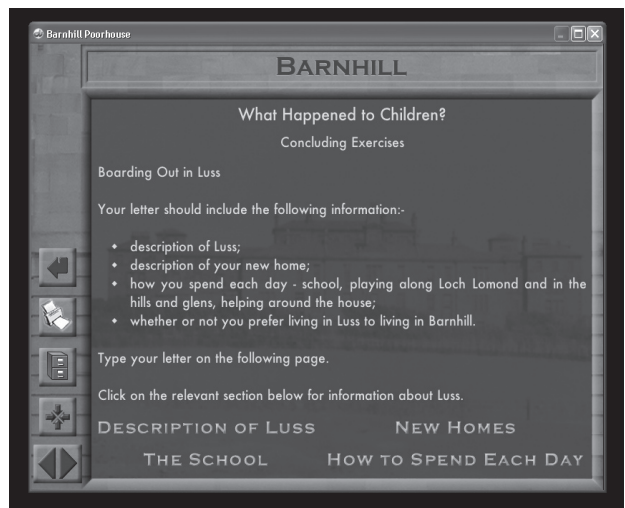 Barnhill Poorhouse
BARNHILL
What Happened to Children?
Concluding Exercises
Boarding Out in Luss
Your letter should include the following information:-
• description of Luss;
• description of your new home;
• how you spend each day - school, playing along Loch Lomond and in the
hills and glens, helping around the house;
• whether or not you prefer living in Luss to living in Barnhill.
Type your letter on the following page.
Click on the relevant section below for information about Luss.
DESCRIPTION OF LUSS NEW HOMES
THE SCHOOL HOW TO SPEND EACH DAY